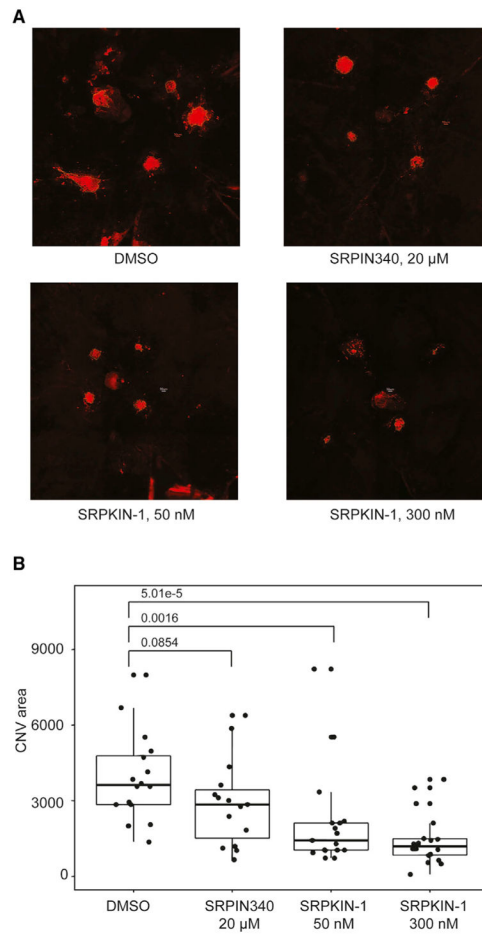 A
DMSO
SRPIN340, 20 µM
SRPKIN-1, 50 nM
SRPKIN-1, 300 nM
B
5.01e-5
0.0016
0.0854
CNV area
9000
6000
3000
0
DMSO
SRPIN340
20 µM
SRPKIN-1
50 nM
SRPKIN-1
300 nM